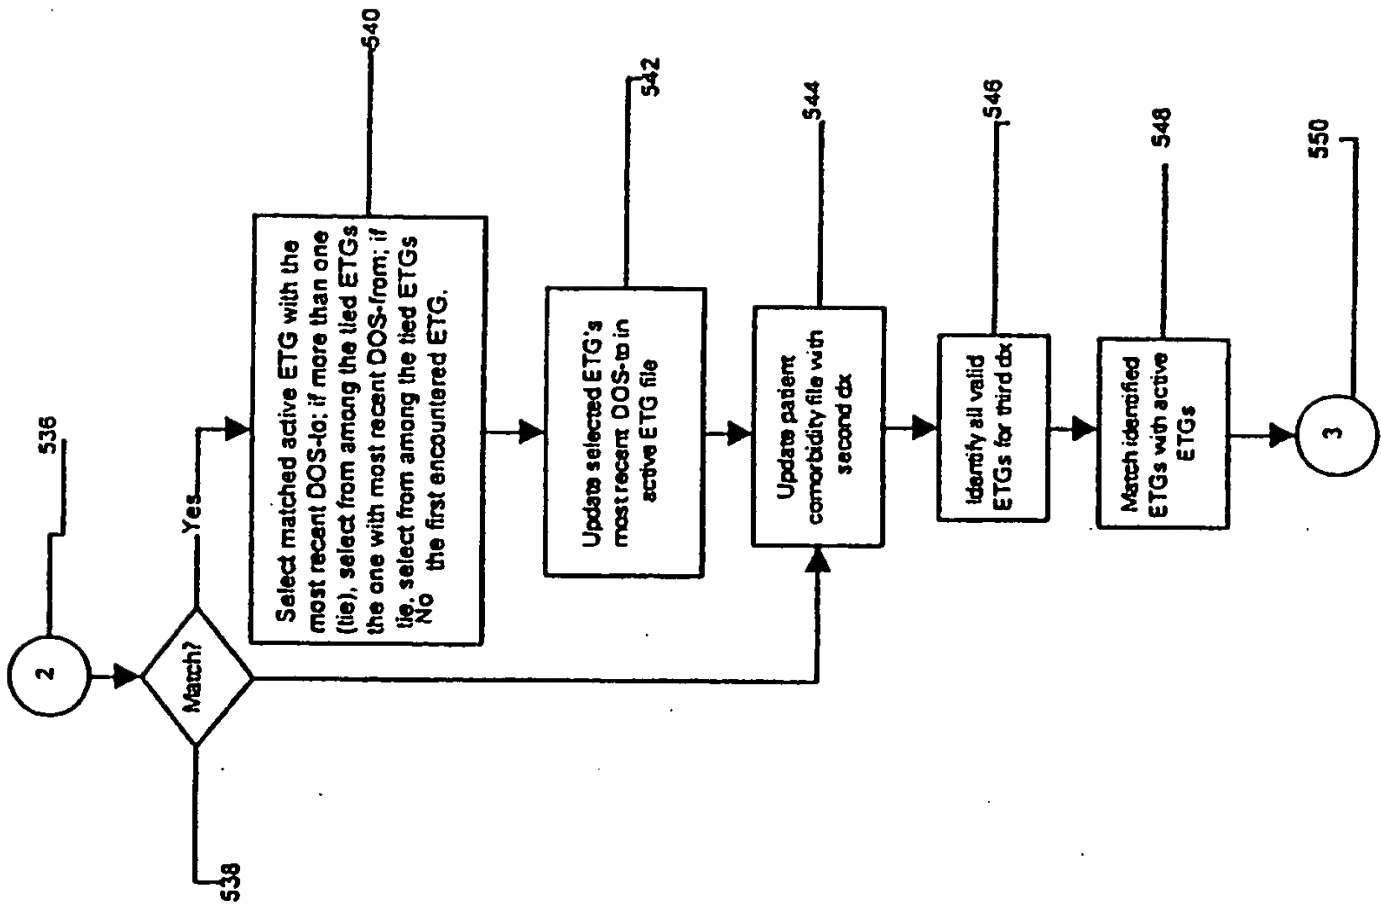 2
536
Match?
538
Yes
Select matched active ETG with the
most recent DOS-to; if more than one
(tie), select from among the tied ETGs
the one with most recent DOS-from; if
tie, select from among the tied ETGs
No the first encountered ETG.
540
Update selected ETG's
most recent DOS-to in
active ETG file
542
Update patient
comorbidity file with
second dx
544
Identify all valid
ETGs for third dx
546
Match identified
ETGs with active
ETGs
548
3
550